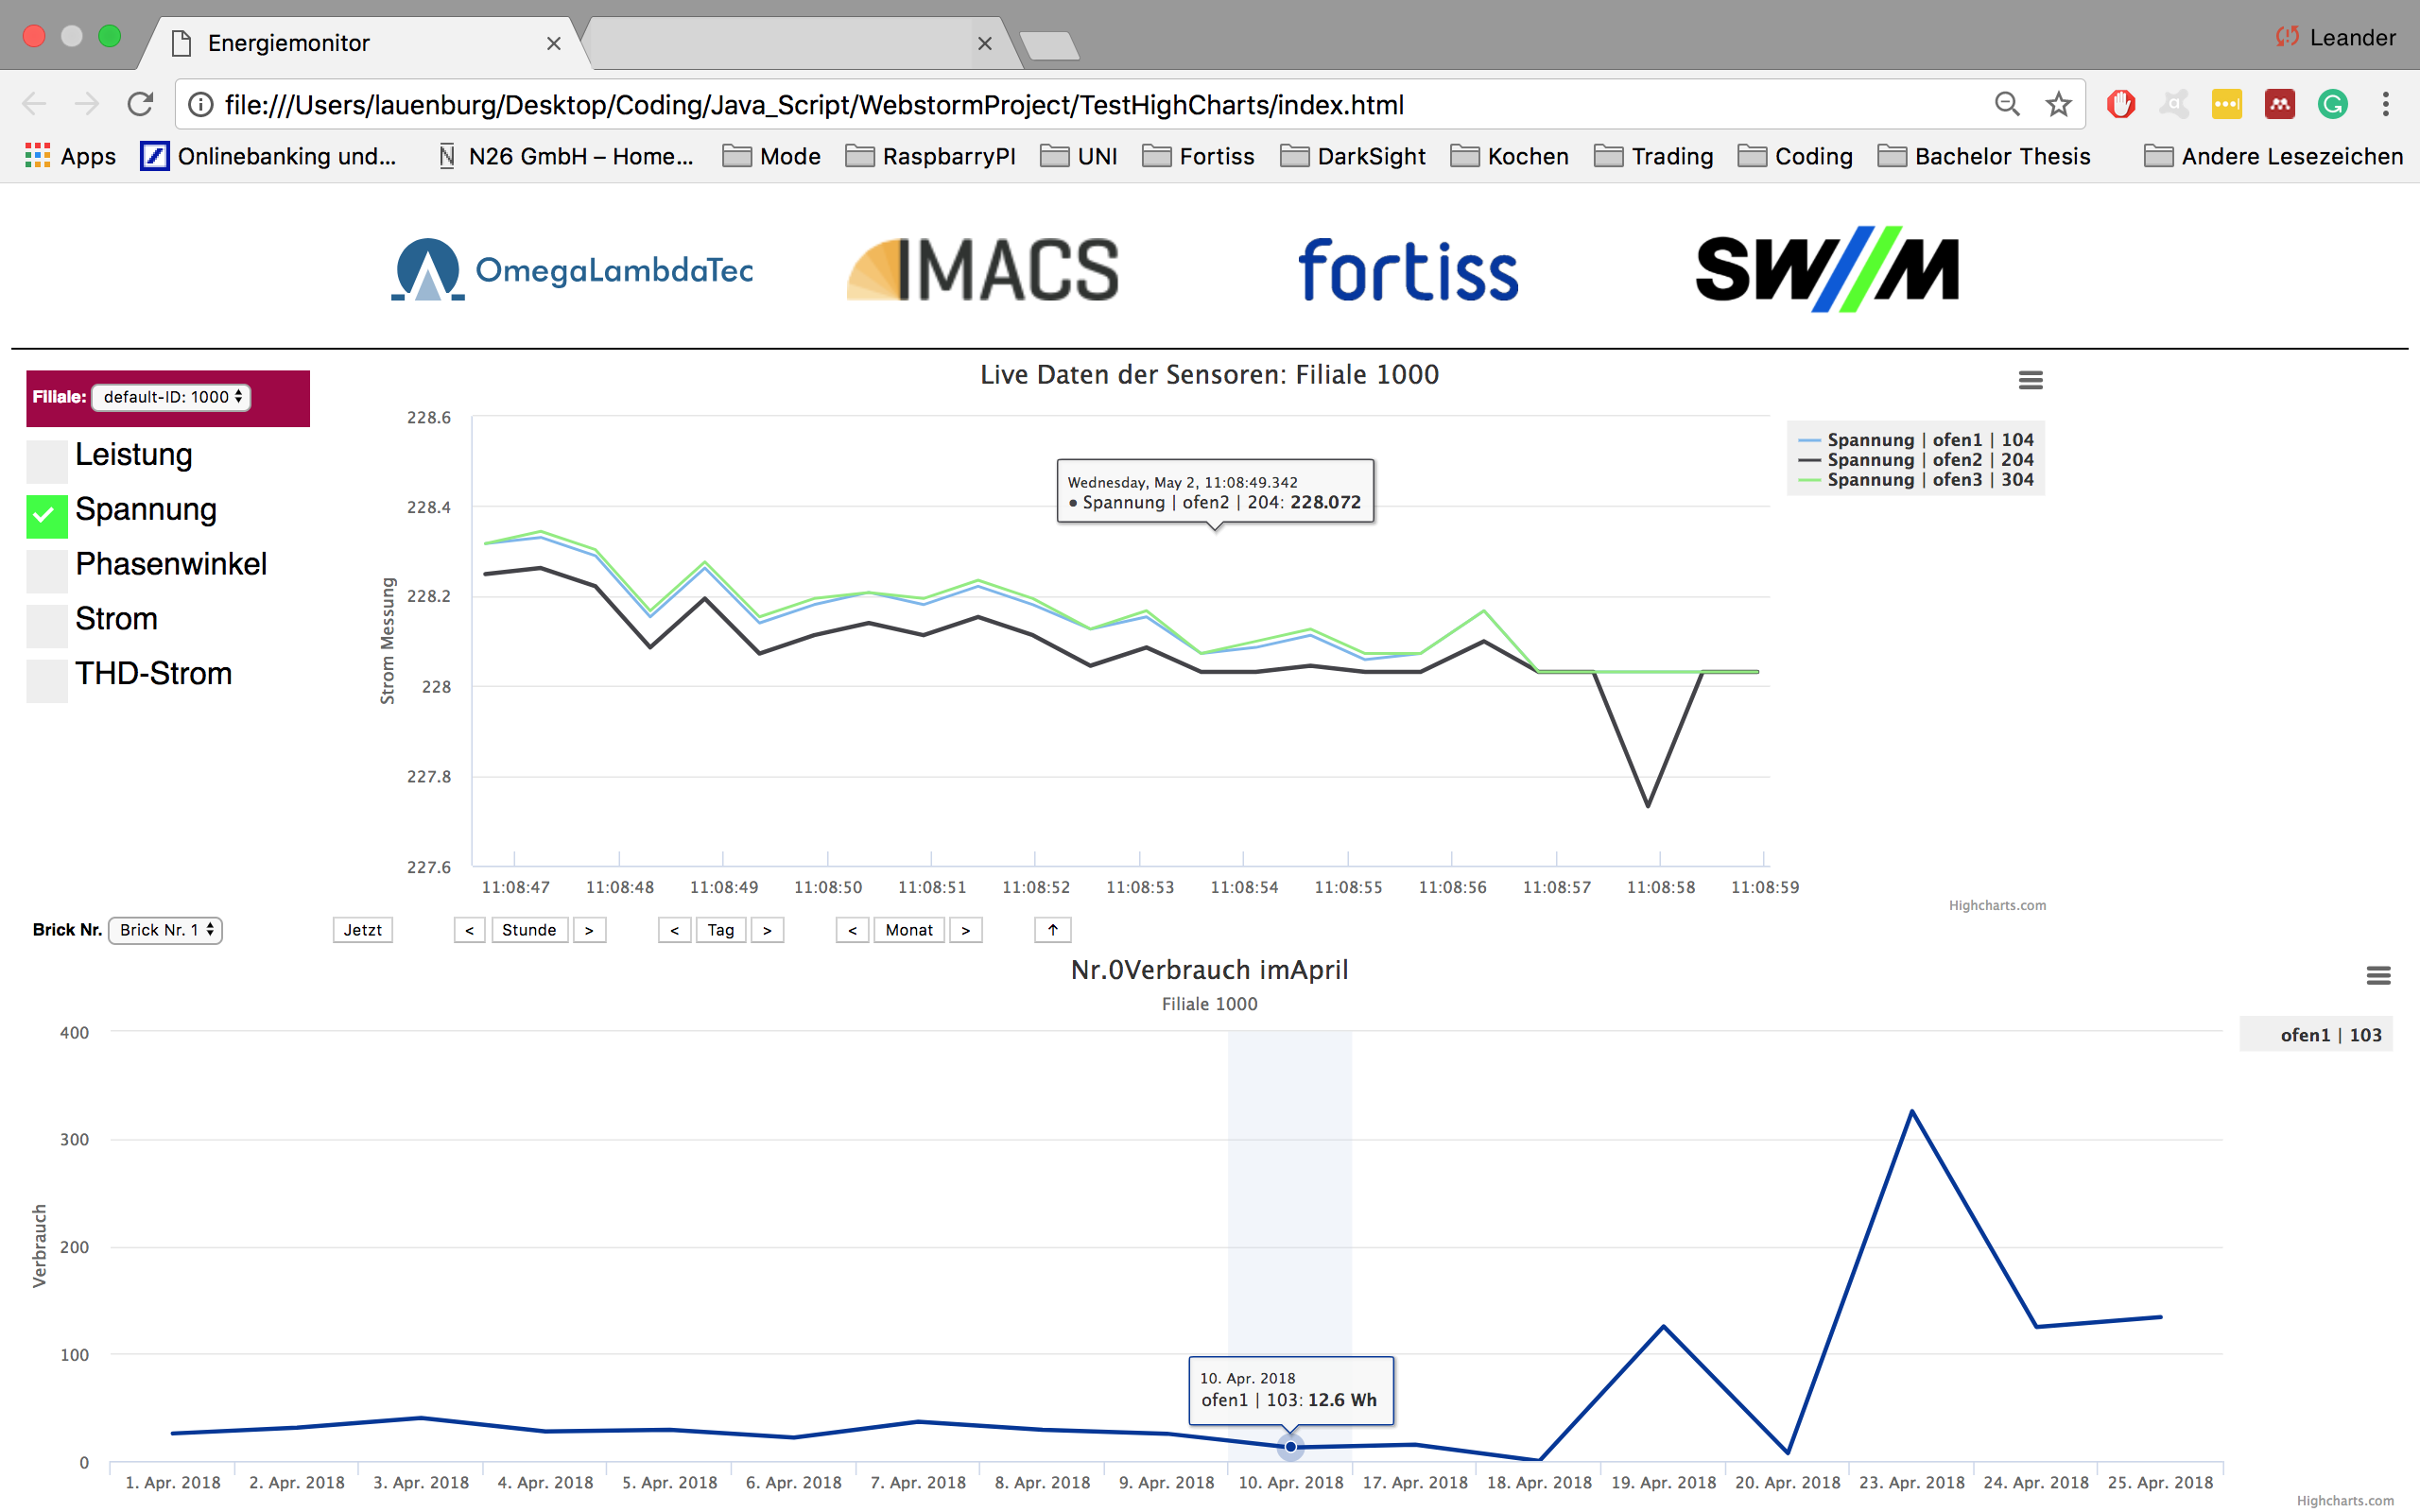 Energiemonitor
Leander
file:///Users/lauenburg/Desktop/Coding/Java_Script/WebstormProject/TestHighCharts/index.html
Apps Onlinebanking und... N26 GmbH – Home... Mode RaspbarryPI UNI Fortiss DarkSight Kochen Trading Coding Bachelor Thesis Andere Lesezeichen
OmegaLambdaTec IMACS fortiss SW//M
Filiale: default-ID: 1000
Leistung
Spannung
Phasenwinkel
Strom
THD-Strom
Live Daten der Sensoren: Filiale 1000
Strom Messung
228.6
228.4
228.2
228
227.8
227.6
Wednesday, May 2, 11:08:49.342
● Spannung | ofen2 | 204: 228.072
Spannung | ofen1 | 104
Spannung | ofen2 | 204
Spannung | ofen3 | 304
11:08:47 11:08:48 11:08:49 11:08:50 11:08:51 11:08:52 11:08:53 11:08:54 11:08:55 11:08:56 11:08:57 11:08:58 11:08:59
Highcharts.com
Brick Nr. Brick Nr. 1 Jetzt < Stunde > < Tag > < Monat > ↑
Nr.0Verbrauch imApril
Filiale 1000
Verbrauch
400
300
200
100
0
ofen1 | 103
10. Apr. 2018
ofen1 | 103: 12.6 Wh
1. Apr. 2018 2. Apr. 2018 3. Apr. 2018 4. Apr. 2018 5. Apr. 2018 6. Apr. 2018 7. Apr. 2018 8. Apr. 2018 9. Apr. 2018 10. Apr. 2018 17. Apr. 2018 18. Apr. 2018 19. Apr. 2018 20. Apr. 2018 23. Apr. 2018 24. Apr. 2018 25. Apr. 2018
Highcharts.com